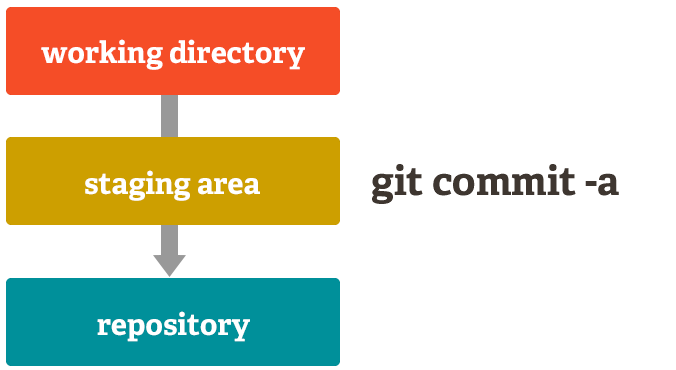 working directory
staging area
git commit -a
repository